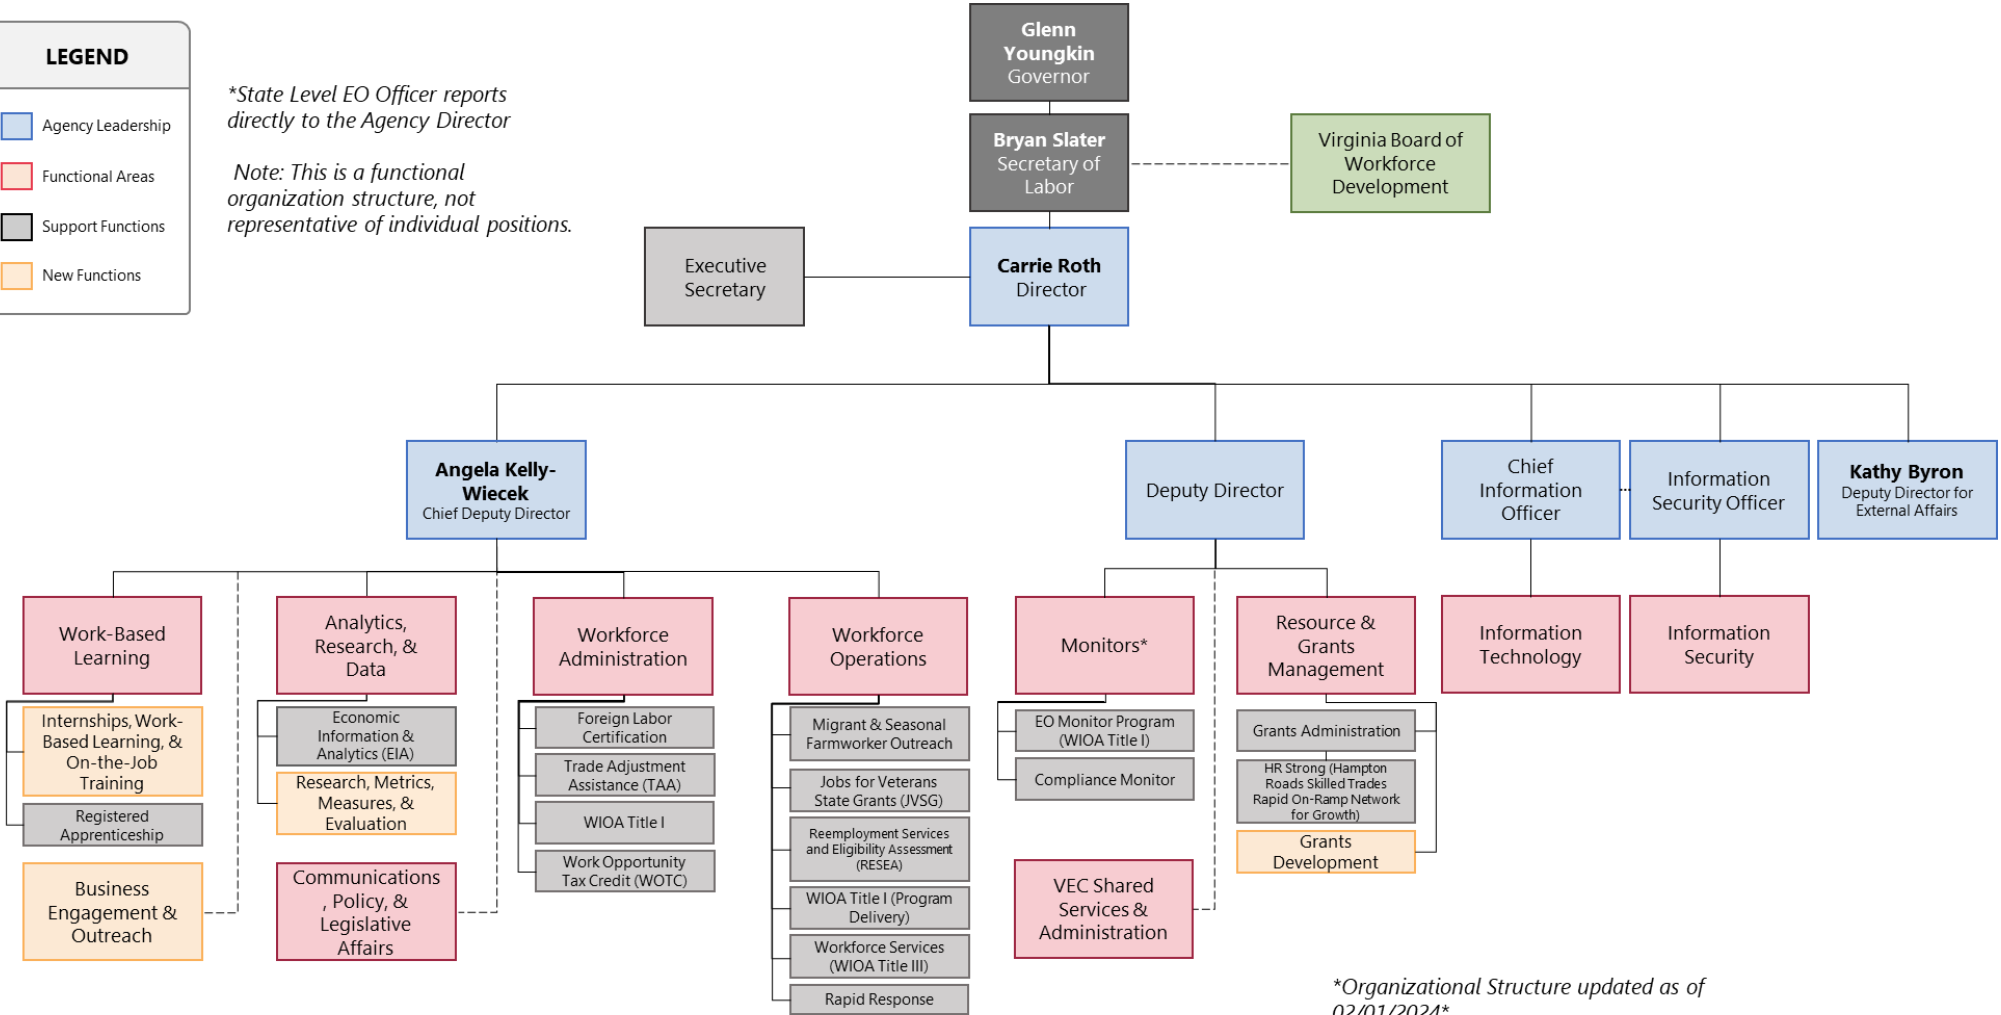 LEGEND
Agency Leadership
Functional Areas
Support Functions
New Functions
*State Level EO Officer reports
directly to the Agency Director
Note: This is a functional
organization structure, not
representative of individual positions.
Glenn
Youngkin
Governor
Bryan Slater
Secretary of
Labor
Virginia Board of
Workforce
Development
Executive
Secretary
Carrie Roth
Director
Angela Kelly-
Wiecek
Chief Deputy Director
Deputy Director
Chief
Information
Officer
Information
Security Officer
Kathy Byron
Deputy Director for
External Affairs
Work-Based
Learning
Internships, Work-
Based Learning, &
On-the-Job
Training
Registered
Apprenticeship
Business
Engagement &
Outreach
Analytics,
Research, &
Data
Economic
Information &
Analytics (EIA)
Research, Metrics,
Measures, &
Evaluation
Communications
, Policy, &
Legislative
Affairs
Workforce
Administration
Foreign Labor
Certification
Trade Adjustment
Assistance (TAA)
WIOA Title I
Work Opportunity
Tax Credit (WOTC)
Workforce
Operations
Migrant & Seasonal
Farmworker Outreach
Jobs for Veterans
State Grants (JVSG)
Reemployment Services
and Eligibility Assessment
(RESEA)
WIOA Title I (Program
Delivery)
Workforce Services
(WIOA Title III)
Rapid Response
Monitors*
EO Monitor Program
(WIOA Title I)
Compliance Monitor
VEC Shared
Services &
Administration
Resource &
Grants
Management
Grants Administration
HR Strong (Hampton
Roads Skilled Trades
Rapid On-Ramp Network
for Growth)
Grants
Development
Information
Technology
Information
Security
*Organizational Structure updated as of
02/01/2024*